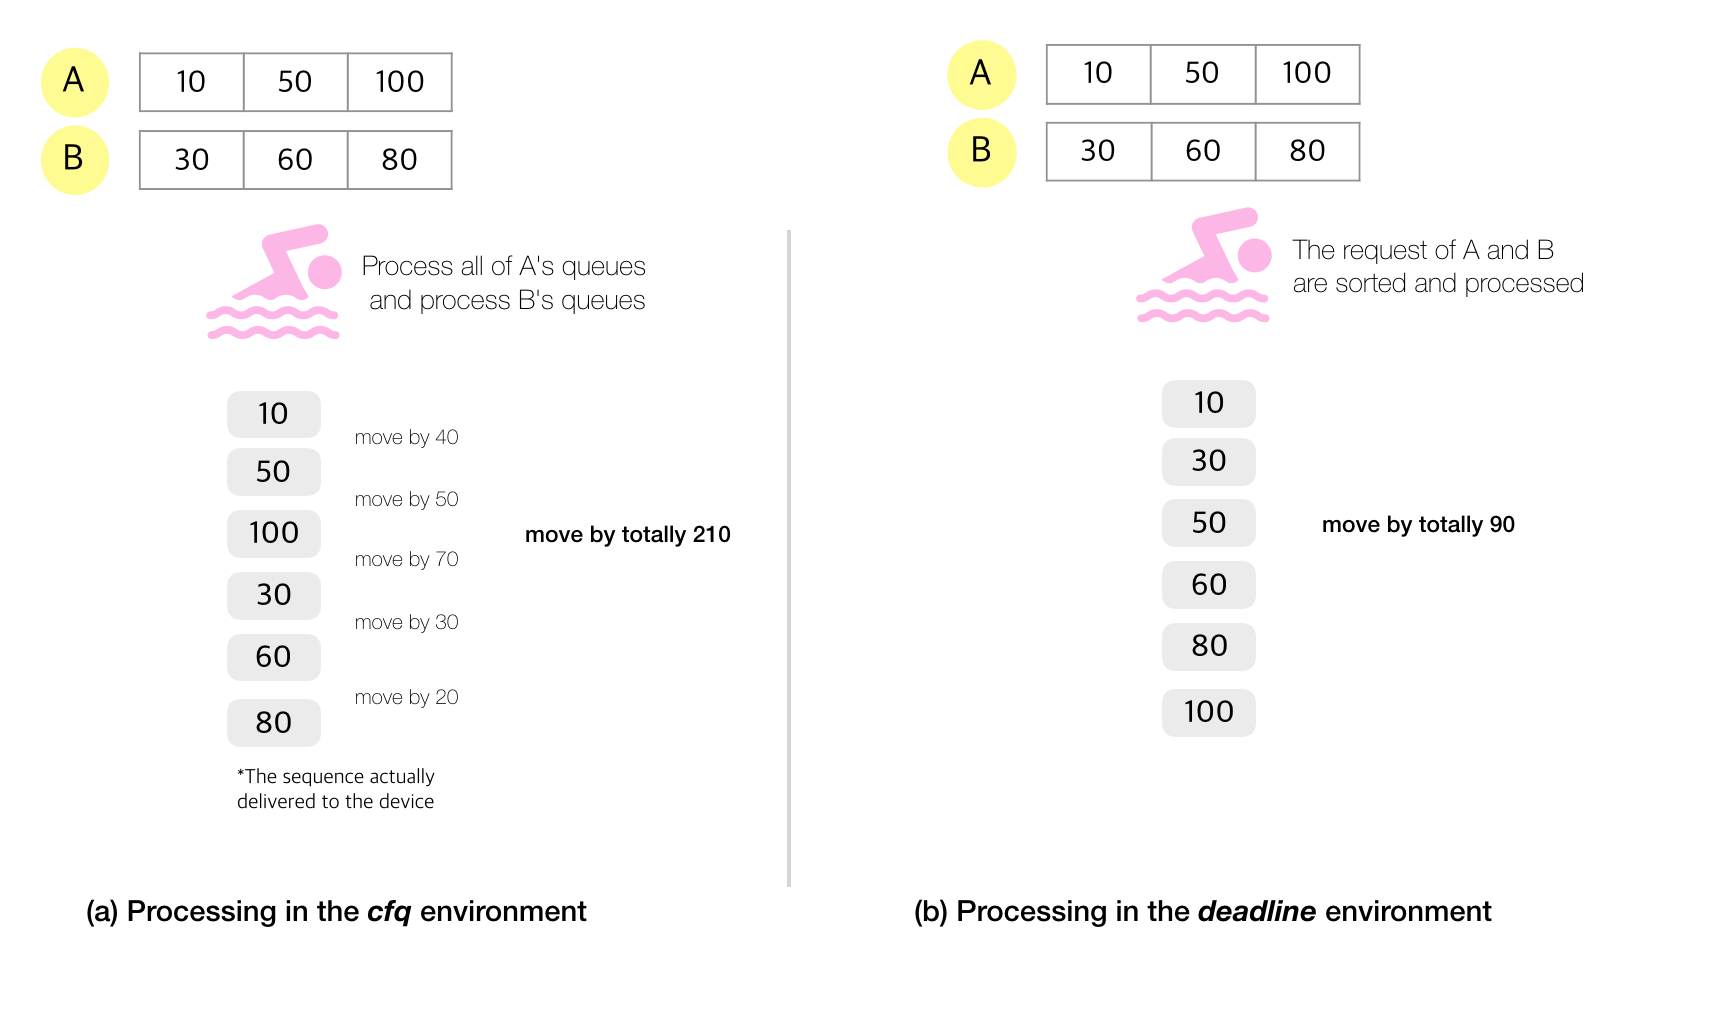 A
10 50 100
B
30 60 80
Process all of A's queues
and process B's queues
10
move by 40
50
move by 50
100
move by totally 210
move by 70
30
move by 30
60
move by 20
80
*The sequence actually
delivered to the device
(a) Processing in the cfq environment
A
10 50 100
B
30 60 80
The request of A and B
are sorted and processed
10
30
50
move by totally 90
60
80
100
(b) Processing in the deadline environment